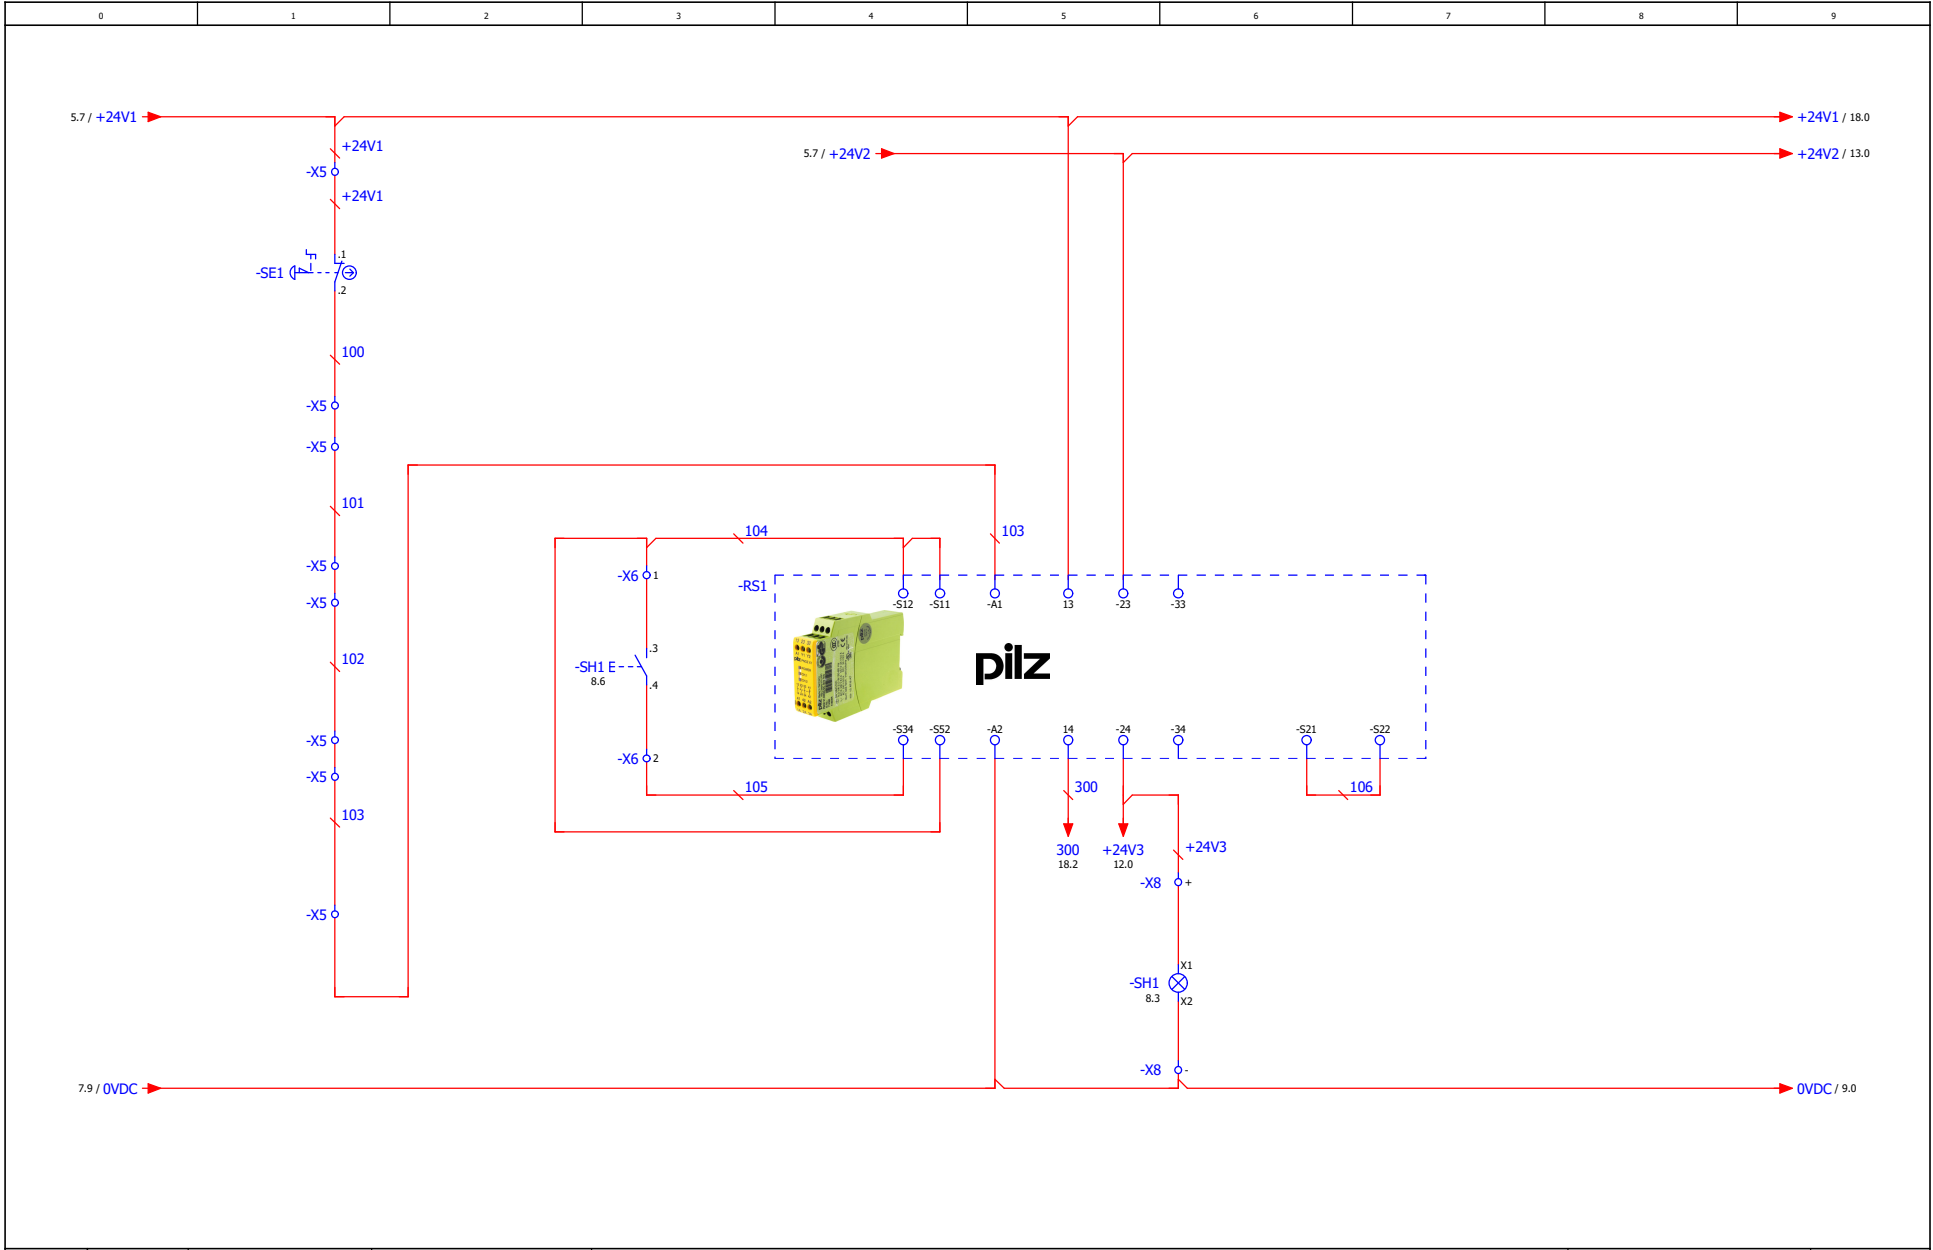 0 1 2 3 4 5 6 7 8 9
5.7 / +24V1
+24V1 / 18.0
+24V1
5.7 / +24V2
+24V2 / 13.0
-X5
+24V1
-SE1
.1
.2
100
-X5
-X5
101
104
103
-X5
-X6 1
-RS1
-X5
-S12 -S11 -A1 13 -23 -33
102
-SH1 E
8.6
.3
.4
pilz
-X5
-X6 2
-S34 -S52 -A2 14 -24 -34 -S21 -S22
-X5
105
300
106
103
300
18.2
+24V3
12.0
+24V3
-X8 +
-X5
X1
-SH1
8.3
X2
-X8 -
7.9 / 0VDC
0VDC / 9.0